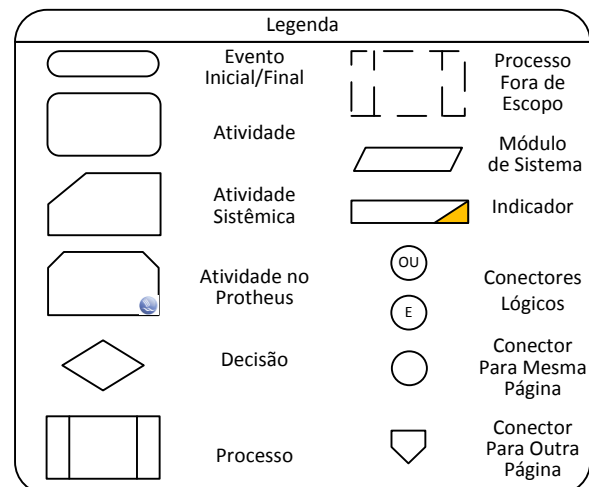 Legenda
Evento
Inicial/Final
Atividade
Atividade
Sistêmica
Atividade no
Protheus
Decisão
Processo
Processo
Fora de
Escopo
Módulo
de Sistema
Indicador
OU
E
Conectores
Lógicos
Conector
Para Mesma
Página
Conector
Para Outra
Página